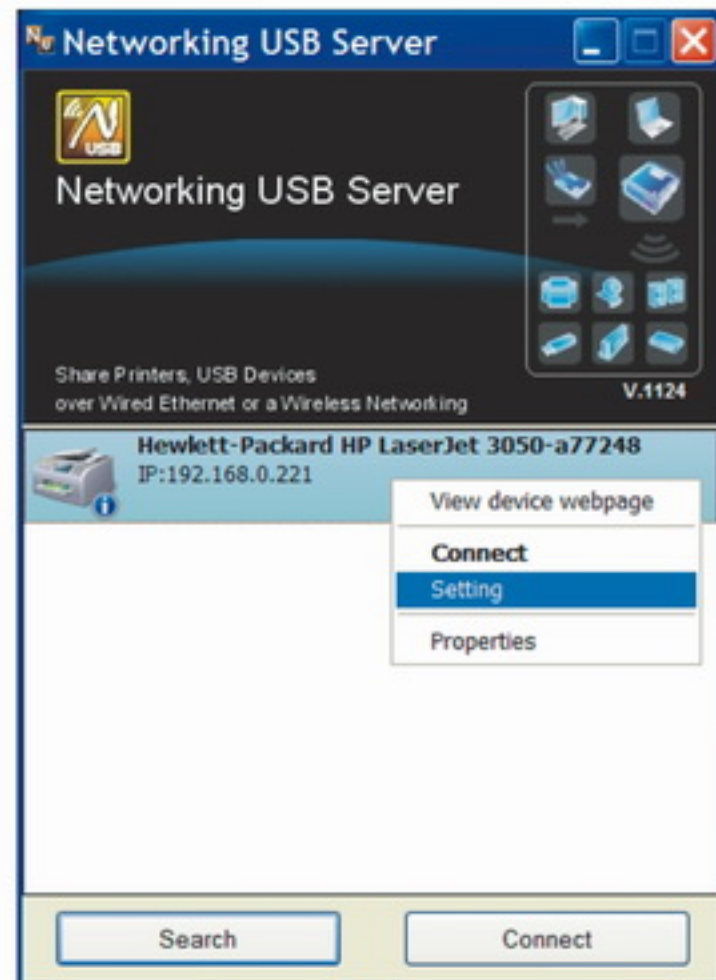 Networking USB Server
USB
Networking USB Server
Share Printers, USB Devices
over Wired Ethernet or a Wireless Networking
V.1124
Hewlett-Packard HP LaserJet 3050-a77248
IP:192.168.0.221
View device webpage
Connect
Setting
Properties
Search
Connect